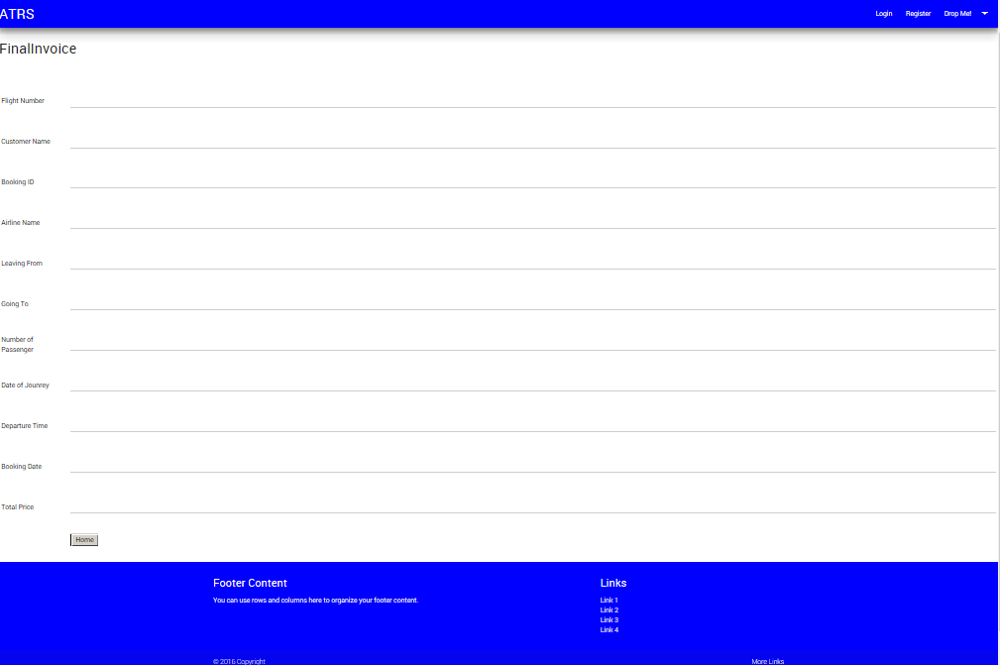 ATRS
Login Register Drop Me!
FinalInvoice
Flight Number
Customer Name
Booking ID
Airline Name
Leaving From
Going To
Number of
Passenger
Date of Jounrey
Departure Time
Booking Date
Total Price
Home
Footer Content
You can use rows and columns here to organize your footer content.
Links
Link 1
Link 2
Link 3
Link 4
© 2016 Copyright
More Links